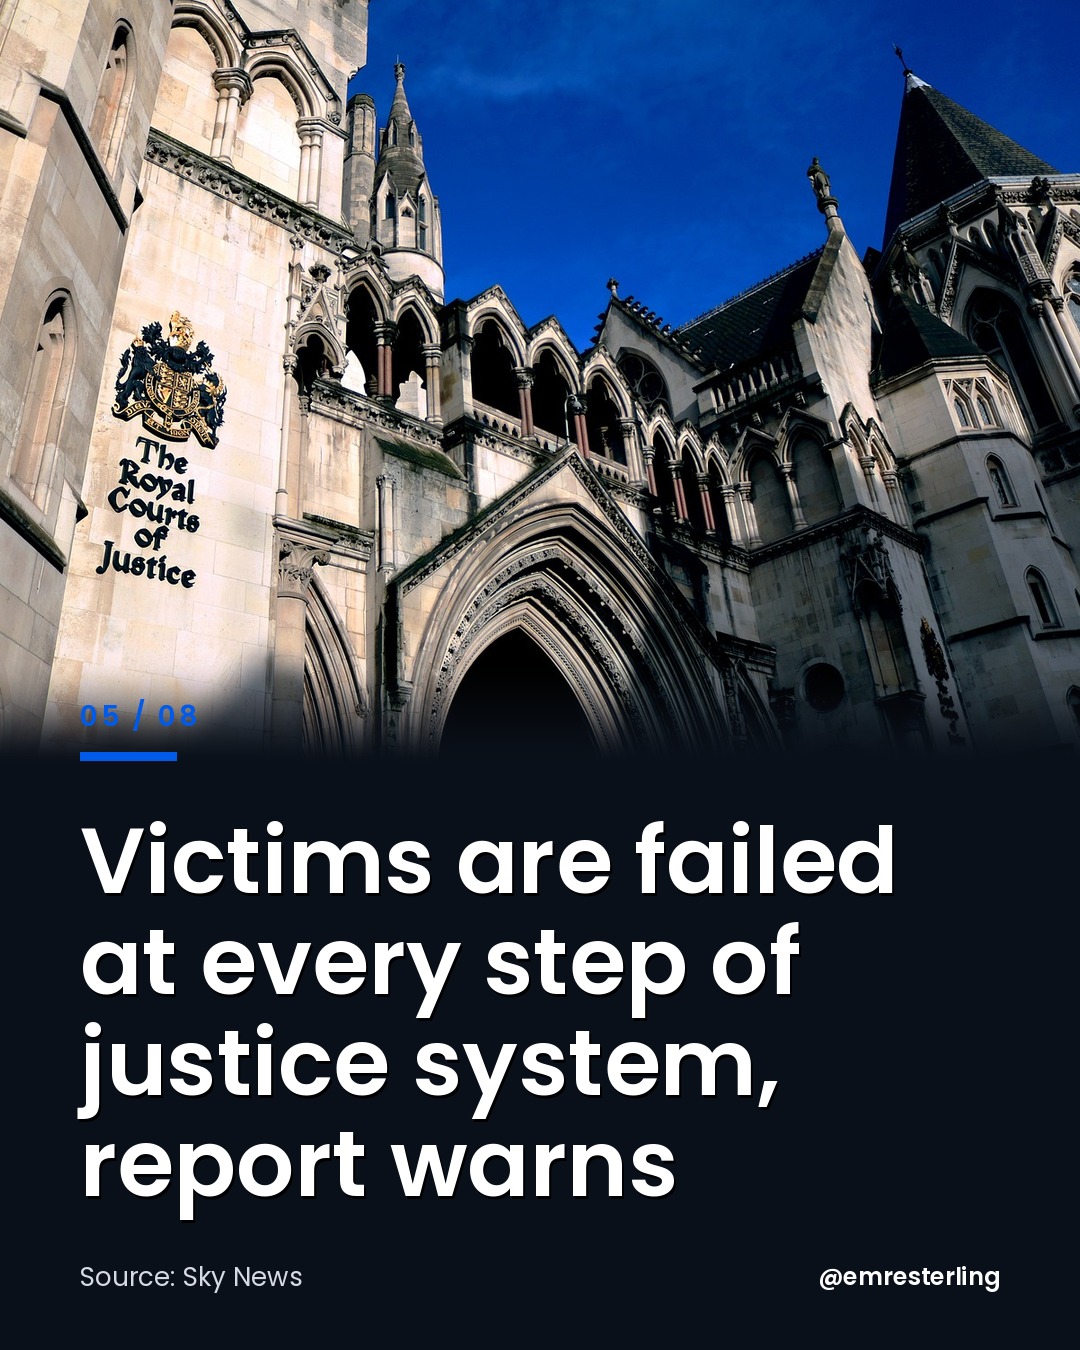 The
Royal
Courts
of
Justice
05 / 08
Victims are failed
at every step of
justice system,
report warns
Source: Sky News
@emresterling